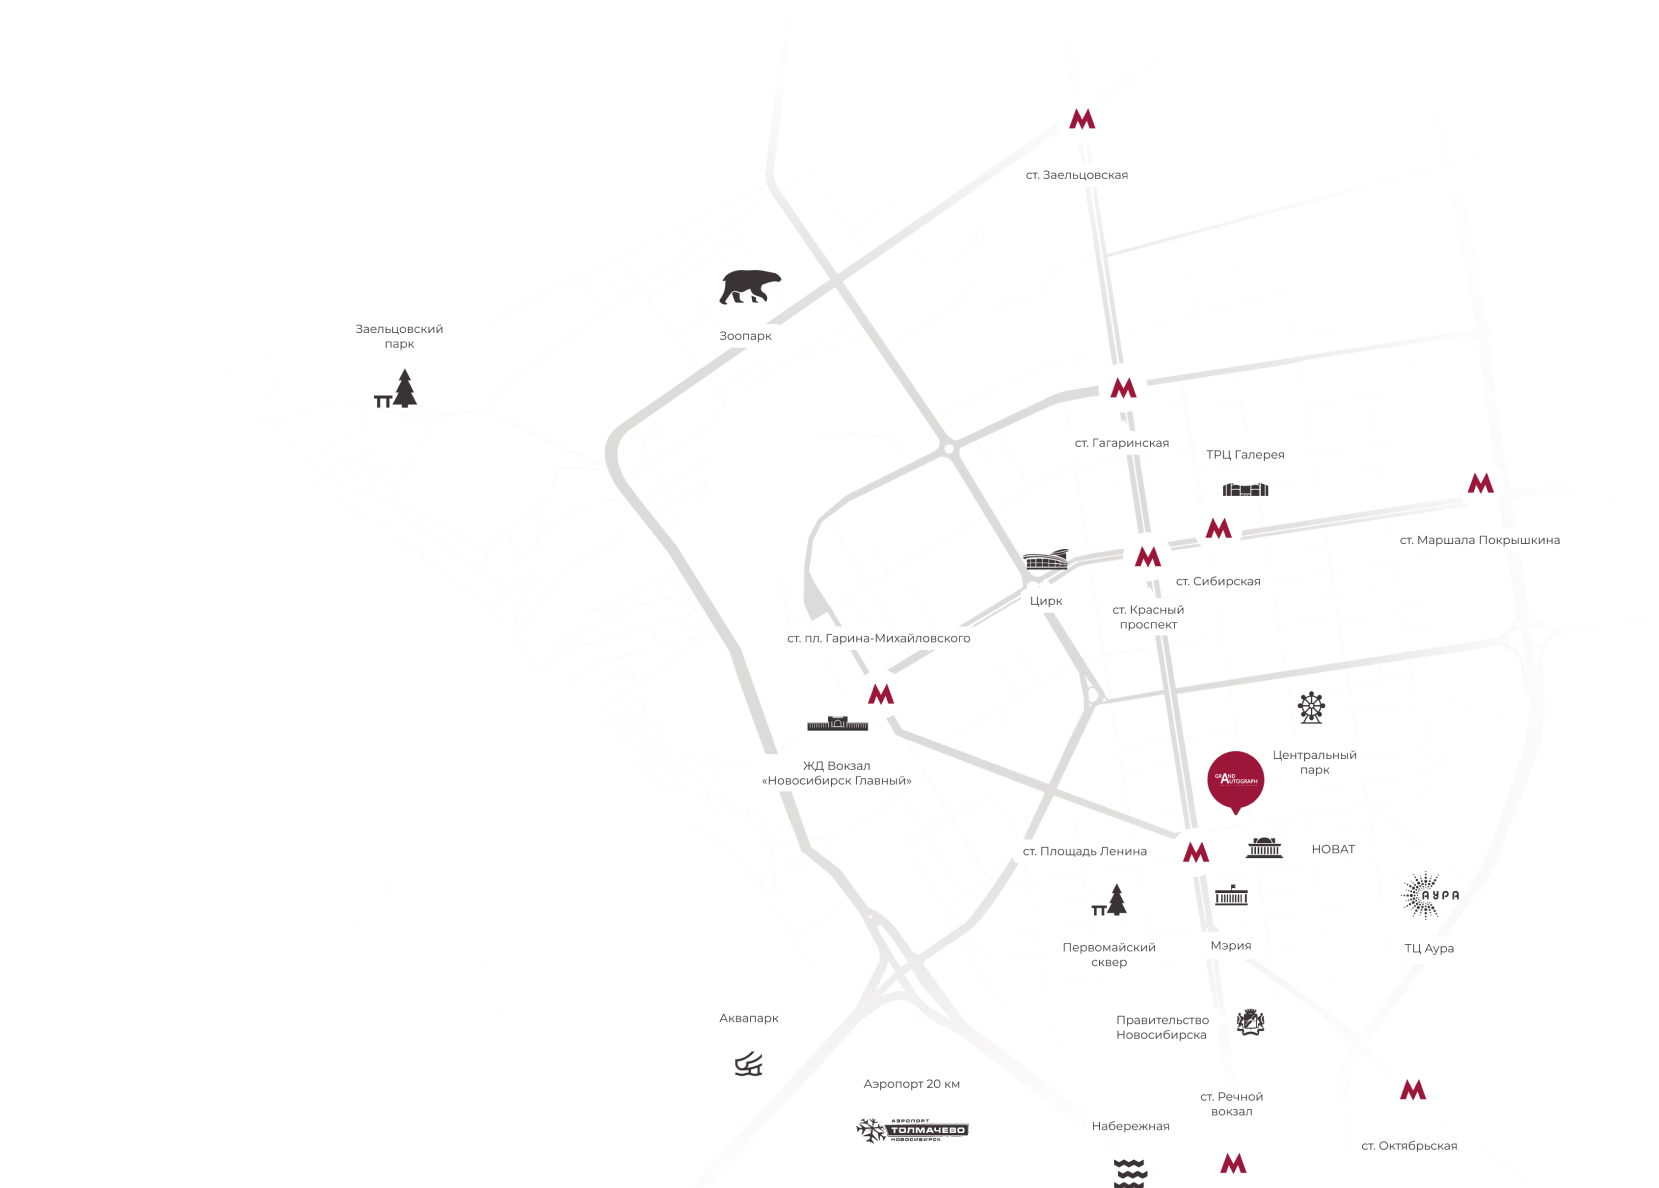 ст. Заельцовская
Заельцовский
парк
Зоопарк
ст. Гагаринская
ТРЦ Галерея
ст. Маршала Покрышкина
ст. Сибирская
Цирк
ст. Красный
проспект
ст. пл. Гарина-Михайловского
ЖД Вокзал
«Новосибирск Главный»
Центральный
парк
GRAND
AUTOGRAPH
ст. Площадь Ленина
НОВАТ
АУРА
Первомайский
сквер
Мэрия
ТЦ Аура
Аквапарк
Правительство
Новосибирска
Аэропорт 20 км
АЭРОПОРТ
ТОЛМАЧЕВО
НОВОСИБИРСК
ст. Речной
вокзал
Набережная
ст. Октябрьская